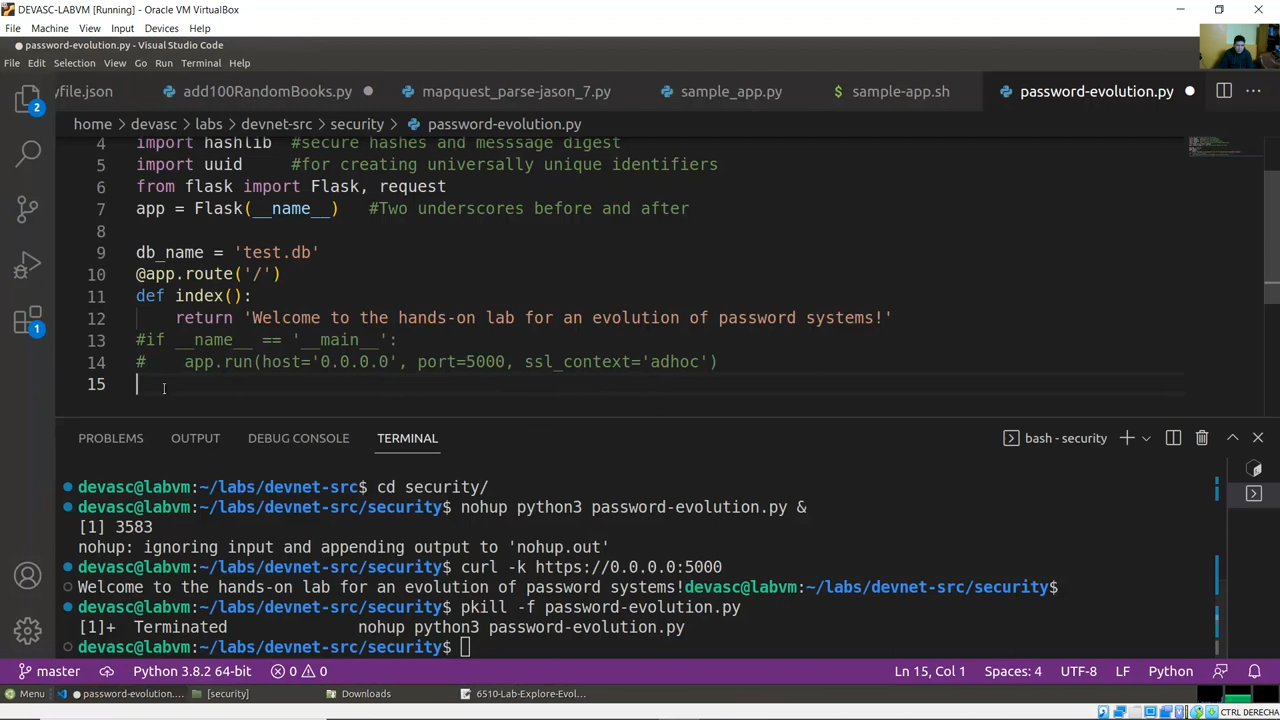 DEVASC-LABVM [Running] - Oracle VM VirtualBox
File Machine View Input Devices Help
password-evolution.py - Visual Studio Code
File Edit Selection View Go Run Terminal Help
yfile.json add100RandomBooks.py mapquest_parse-jason_7.py sample_app.py $ sample-app.sh password-evolution.py
2
home > devasc > labs > devnet-src > security > password-evolution.py
4 import hashlib #secure hashes and messsage digest
5 import uuid #for creating universally unique identifiers
6 from flask import Flask, request
7 app = Flask(__name__) #Two underscores before and after
8
9 db_name = 'test.db'
10 @app.route('/')
11 def index():
12 return 'Welcome to the hands-on lab for an evolution of password systems!'
13 #if __name__ == '__main__':
14 # app.run(host='0.0.0.0', port=5000, ssl_context='adhoc')
15
1
PROBLEMS OUTPUT DEBUG CONSOLE TERMINAL bash - security
devasc@labvm:~/labs/devnet-src$ cd security/
devasc@labvm:~/labs/devnet-src/security$ nohup python3 password-evolution.py &
[1] 3583
nohup: ignoring input and appending output to 'nohup.out'
devasc@labvm:~/labs/devnet-src/security$ curl -k https://0.0.0.0:5000
Welcome to the hands-on lab for an evolution of password systems!devasc@labvm:~/labs/devnet-src/security$
devasc@labvm:~/labs/devnet-src/security$ pkill -f password-evolution.py
[1]+ Terminated nohup python3 password-evolution.py
devasc@labvm:~/labs/devnet-src/security$
master Python 3.8.2 64-bit 0 0 Ln 15, Col 1 Spaces: 4 UTF-8 LF Python
Menu password-evolution.... [security] Downloads 6510-Lab-Explore-Evol...
CTRL DERECHA